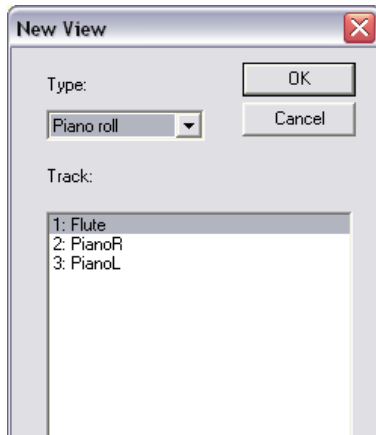 New View
Type:
OK
Piano roll
Cancel
Track:
1: Flute
2: PianoR
3: PianoL